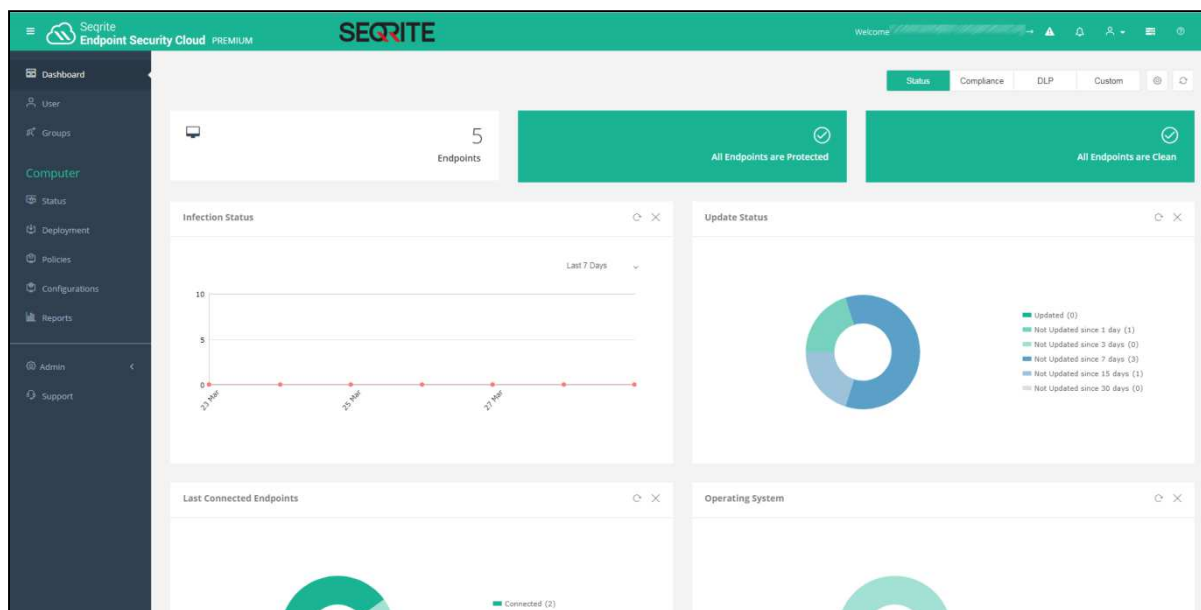 Seqrite
Endpoint Security Cloud PREMIUM
SEQRITE
Welcome
Dashboard
User
Groups
Computer
Status
Deployment
Policies
Configurations
Reports
Admin
Support
Status Compliance DLP Custom
5
Endpoints
All Endpoints are Protected
All Endpoints are Clean
Infection Status
Last 7 Days
10
5
0
23 Mar
25 Mar
27 Mar
Update Status
Updated (0)
Not Updated since 1 day (1)
Not Updated since 3 days (0)
Not Updated since 7 days (3)
Not Updated since 15 days (1)
Not Updated since 30 days (0)
Last Connected Endpoints
Connected (2)
Operating System